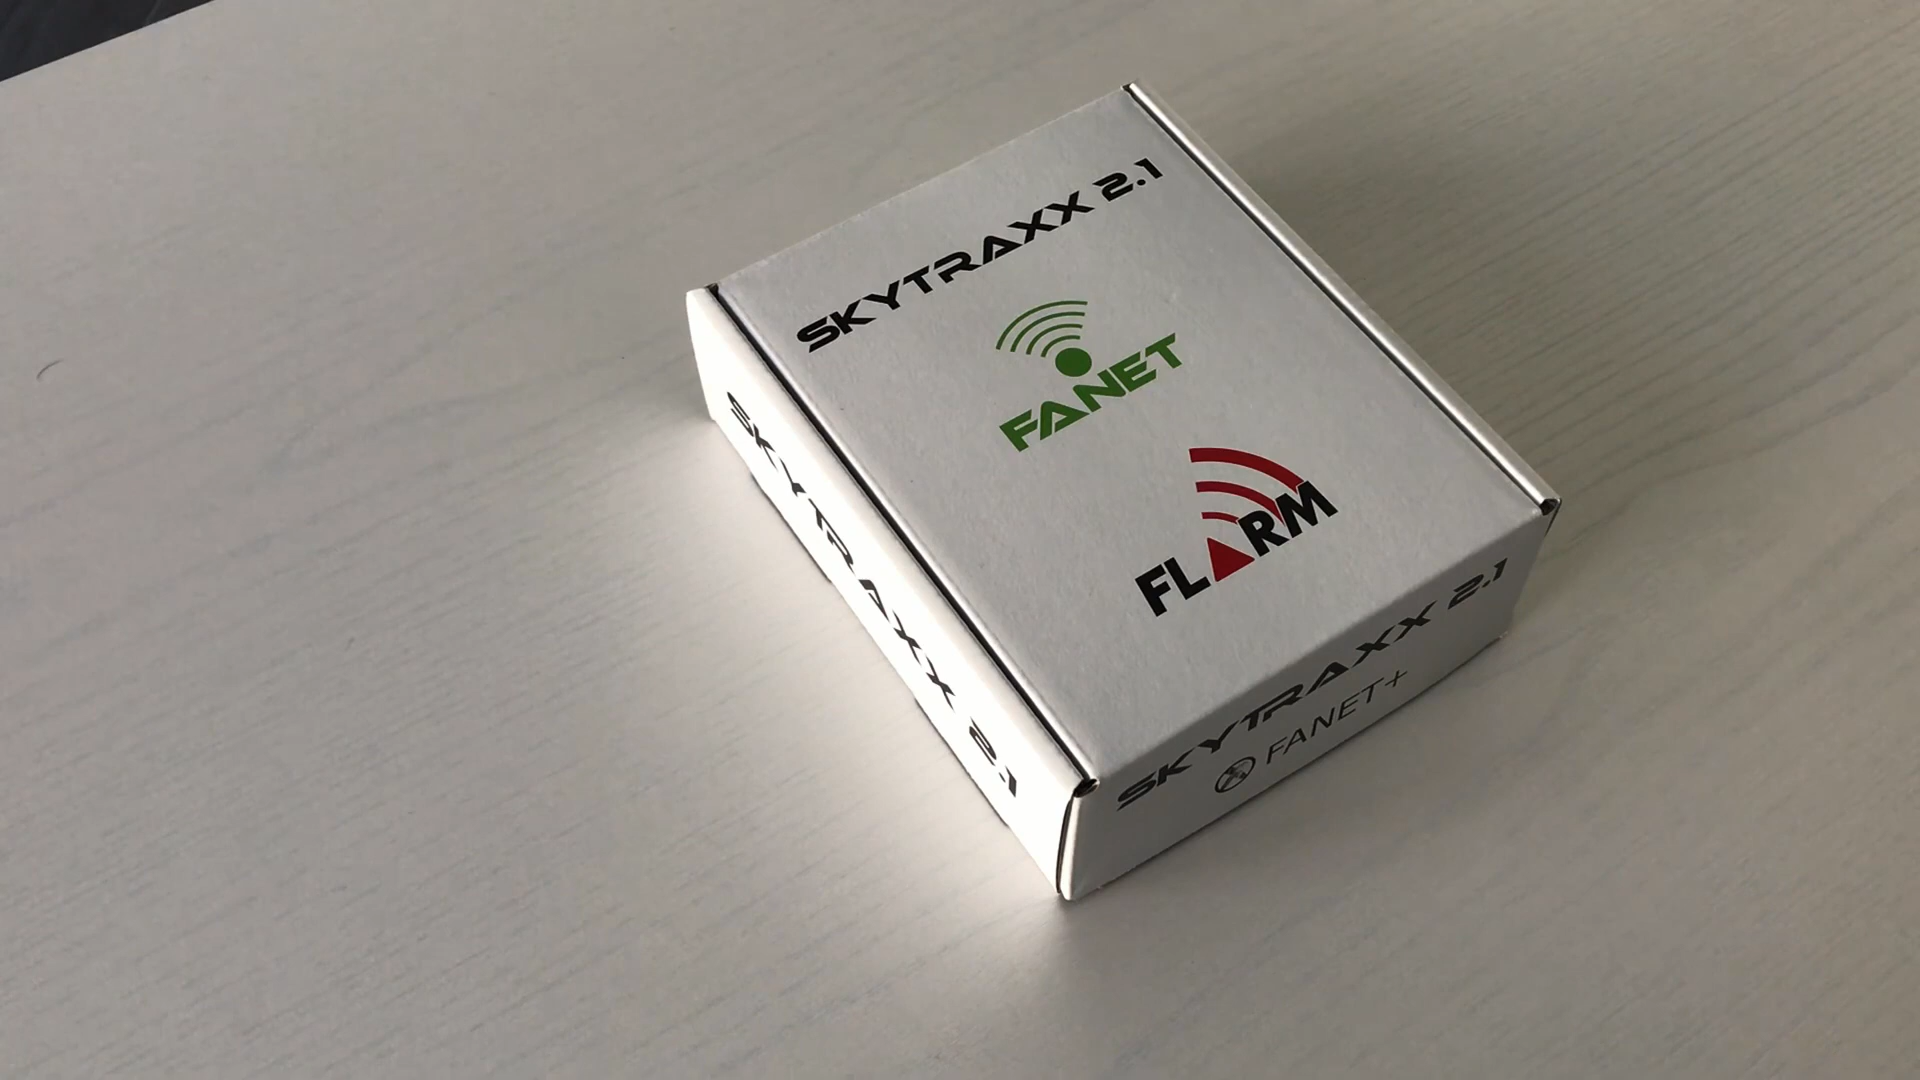 SKYTRAXX 2.1
FANET
FLARM
SKYTRAXX 2.1
SKYTRAXX 2.1
FANET+